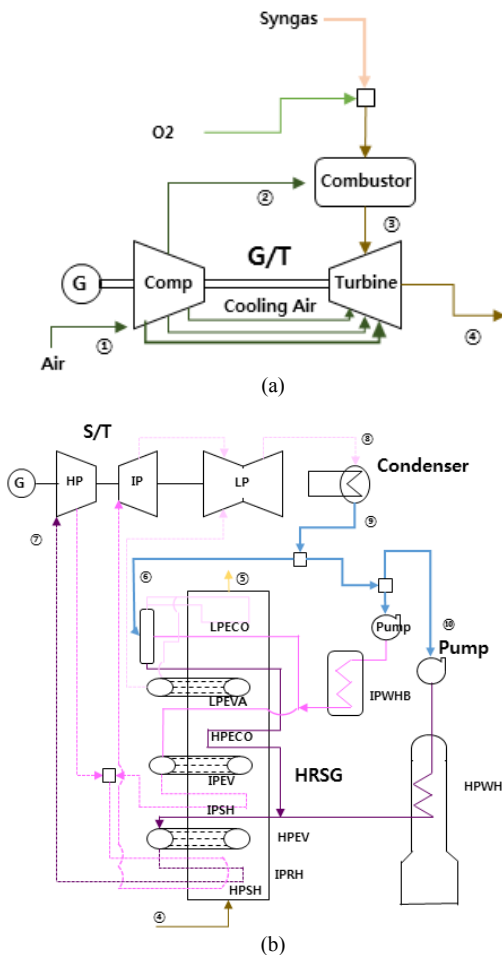 Syngas
O2
②
Combustor
③
G/T
G
Comp
Turbine
Cooling Air
①
④
Air
(a)
S/T
⑧
G
HP
IP
LP
Condenser
⑦
⑨
⑥
⑤
⑩
LPECO
Pump
Pump
LPEVA
IPWHB
HPECO
IPEV
HRSG
HPWH
IPSH
HPEV
IPRH
HPSH
④
(b)